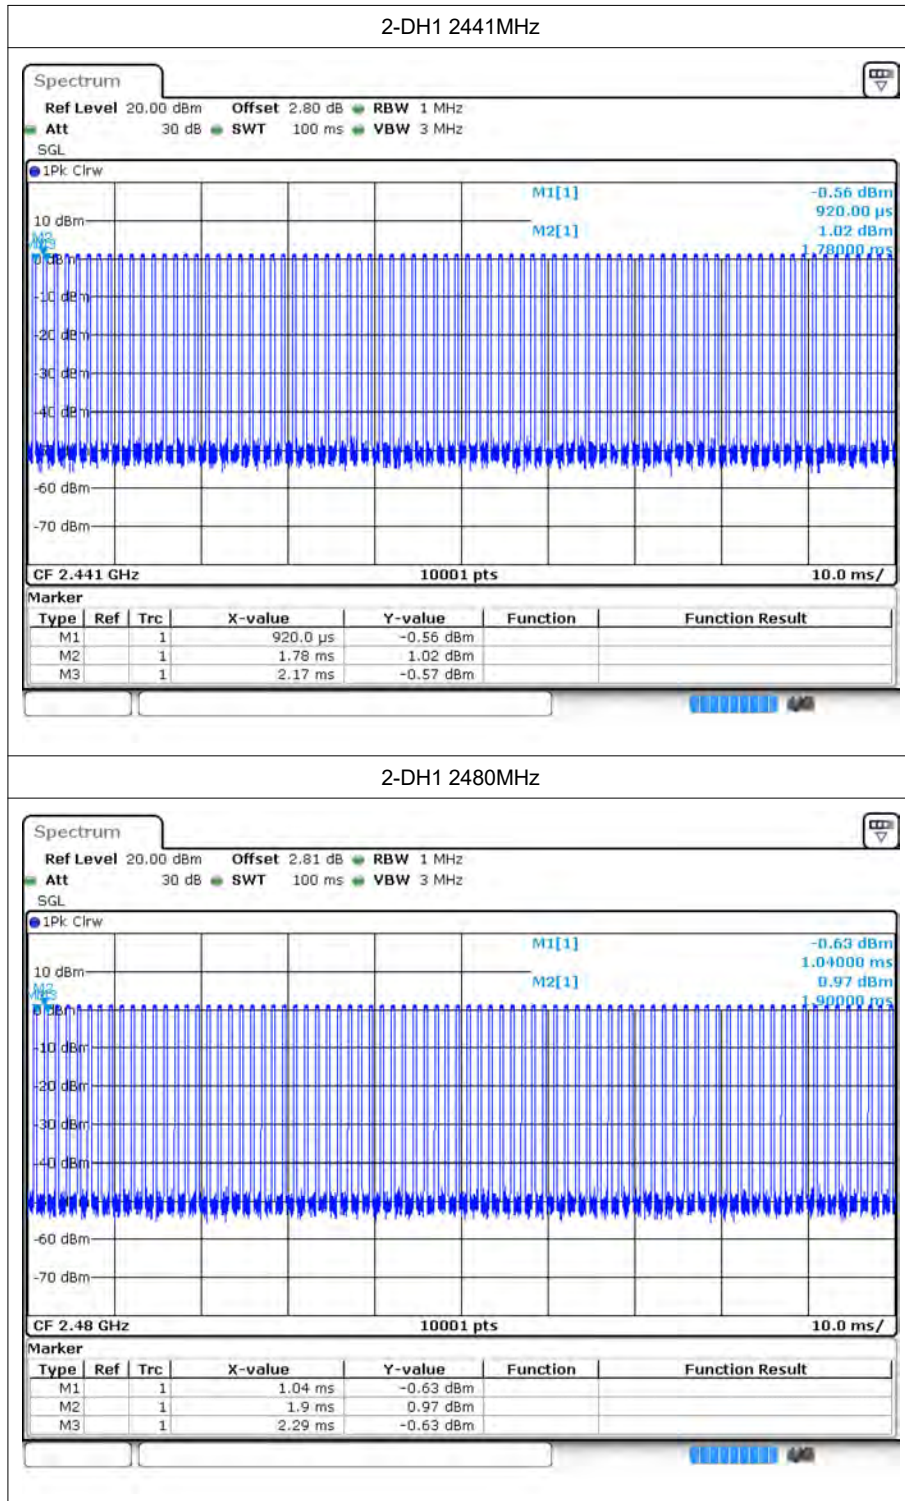 2-DH1 2441MHz
Spectrum
Ref Level 20.00 dBm Offset 2.80 dB RBW 1 MHz
Att 30 dB SWT 100 ms VBW 3 MHz
SGL
1Pk Clrw
M1[1] -0.56 dBm
920.00 µs
10 dBm
M2[1] 1.02 dBm
1.78000 ms
0 dBm
-10 dBm
-20 dBm
-30 dBm
-40 dBm
-60 dBm
-70 dBm
CF 2.441 GHz 10001 pts 10.0 ms/
Marker
Type Ref Trc X-value Y-value Function Function Result
M1 1 920.0 µs -0.56 dBm
M2 1 1.78 ms 1.02 dBm
M3 1 2.17 ms -0.57 dBm
2-DH1 2480MHz
Spectrum
Ref Level 20.00 dBm Offset 2.81 dB RBW 1 MHz
Att 30 dB SWT 100 ms VBW 3 MHz
SGL
1Pk Clrw
M1[1] -0.63 dBm
1.04000 ms
10 dBm
M2[1] 0.97 dBm
1.90000 ms
0 dBm
-10 dBm
-20 dBm
-30 dBm
-40 dBm
-60 dBm
-70 dBm
CF 2.48 GHz 10001 pts 10.0 ms/
Marker
Type Ref Trc X-value Y-value Function Function Result
M1 1 1.04 ms -0.63 dBm
M2 1 1.9 ms 0.97 dBm
M3 1 2.29 ms -0.63 dBm